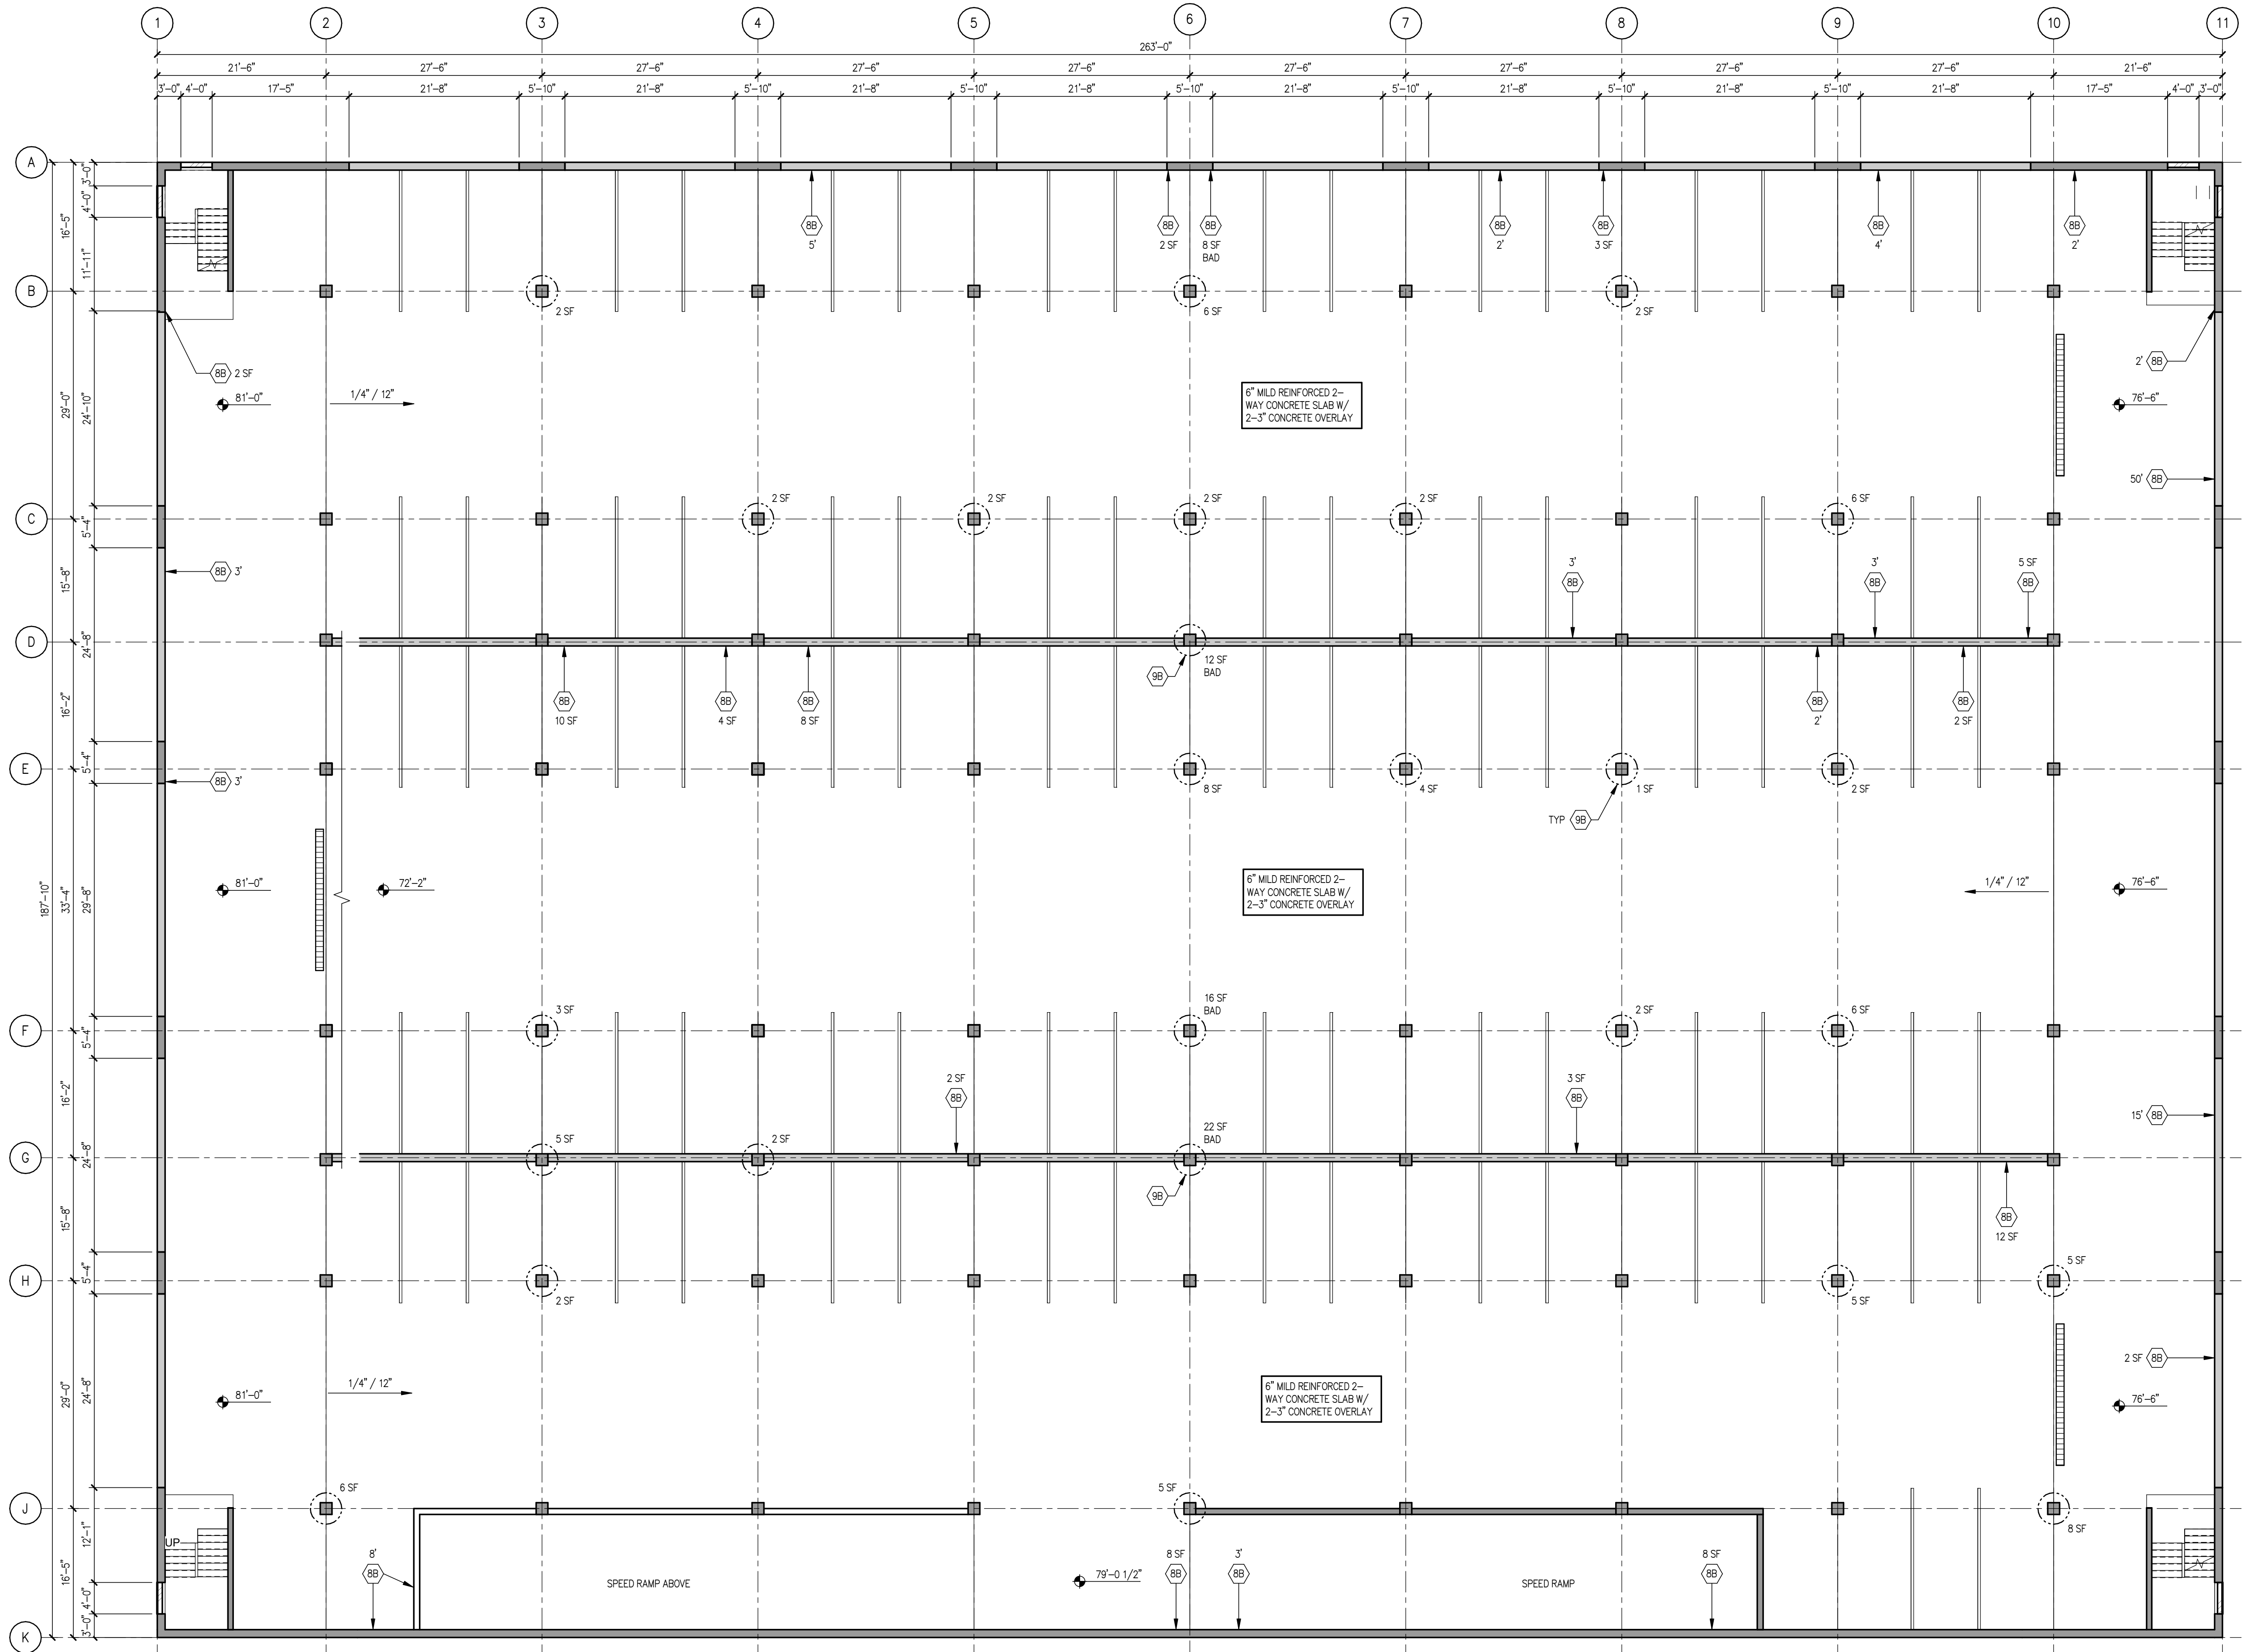 1 2 3 4 5 6 7 8 9 10 11
263'-0"
21'-6" 27'-6" 27'-6" 27'-6" 27'-6" 27'-6" 27'-6" 27'-6" 27'-6" 21'-6"
3'-0" 4'-0" 17'-5" 21'-8" 5'-10" 21'-8" 5'-10" 21'-8" 5'-10" 21'-8" 5'-10" 21'-8" 5'-10" 21'-8" 5'-10" 21'-8" 5'-10" 21'-8" 17'-5" 4'-0" 3'-0"
A
3'-0"
4'-0"
16'-5"
11'-11"
8B 8B 8B 8B 8B 8B 8B
5' 2 SF 8 SF 2' 3 SF 4' 2'
BAD
B
2 SF 6 SF 2 SF
2' 8B
8B 2 SF
81'-0" 1/4" / 12"
29'-0"
24'-10"
6" MILD REINFORCED 2-
WAY CONCRETE SLAB W/
2-3" CONCRETE OVERLAY
76'-6"
50' 8B
2 SF 2 SF 2 SF 2 SF 6 SF
C
5'-4"
15'-8"
8B 3'
3' 3' 5 SF
8B 8B 8B
D
24'-8"
12 SF
BAD
9B
16'-2"
8B 8B 8B 8B 8B
10 SF 4 SF 8 SF 2' 2 SF
E
5'-4"
8B 3'
8 SF 4 SF 1 SF 2 SF
TYP 9B
187'-10"
33'-4"
29'-8"
81'-0" 72'-2"
6" MILD REINFORCED 2-
WAY CONCRETE SLAB W/
2-3" CONCRETE OVERLAY
1/4" / 12" 76'-6"
3 SF 16 SF 2 SF 6 SF
BAD
F
5'-4"
16'-2"
2 SF 3 SF
8B 8B
15' 8B
5 SF 2 SF 22 SF
BAD
G
24'-8"
9B
15'-8"
8B
12 SF
H
5'-4"
5 SF
2 SF 5 SF
2 SF 8B
29'-0"
24'-8"
81'-0" 1/4" / 12"
6" MILD REINFORCED 2-
WAY CONCRETE SLAB W/
2-3" CONCRETE OVERLAY
76'-6"
6 SF 5 SF
J
8 SF
12'-1"
UP
16'-5"
4'-0"
3'-0"
8' 8 SF 3' 8 SF
8B 8B 8B 8B
SPEED RAMP ABOVE 79'-0 1/2" SPEED RAMP
K